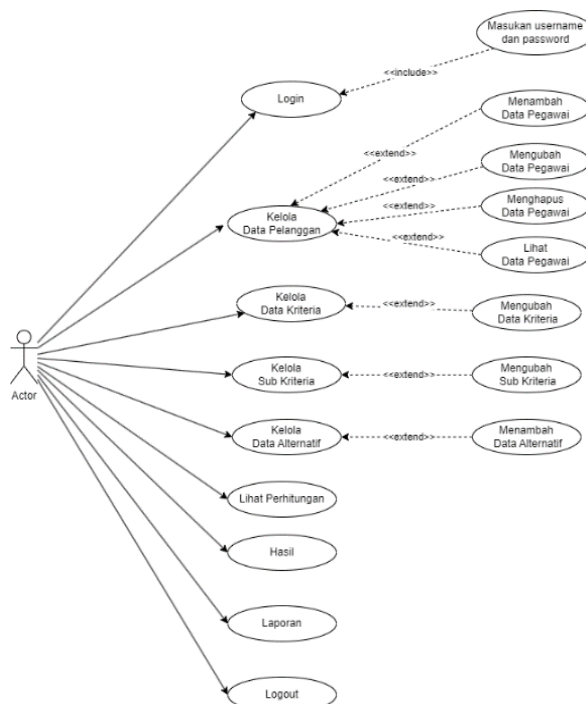 Masukan username
dan password
<<include>>
Login
Menambah
Data Pegawai
<<extend>>
Mengubah
Data Pegawai
<<extend>>
Menghapus
Data Pegawai
<<extend>>
Kelola
Data Pelanggan
<<extend>>
Lihat
Data Pegawai
Kelola
Data Kriteria
<<extend>>
Mengubah
Data Kriteria
Actor
Kelola
Sub Kriteria
<<extend>>
Mengubah
Sub Kriteria
Kelola
Data Alternatif
<<extend>>
Menambah
Data Alternatif
Lihat Perhitungan
Hasil
Laporan
Logout